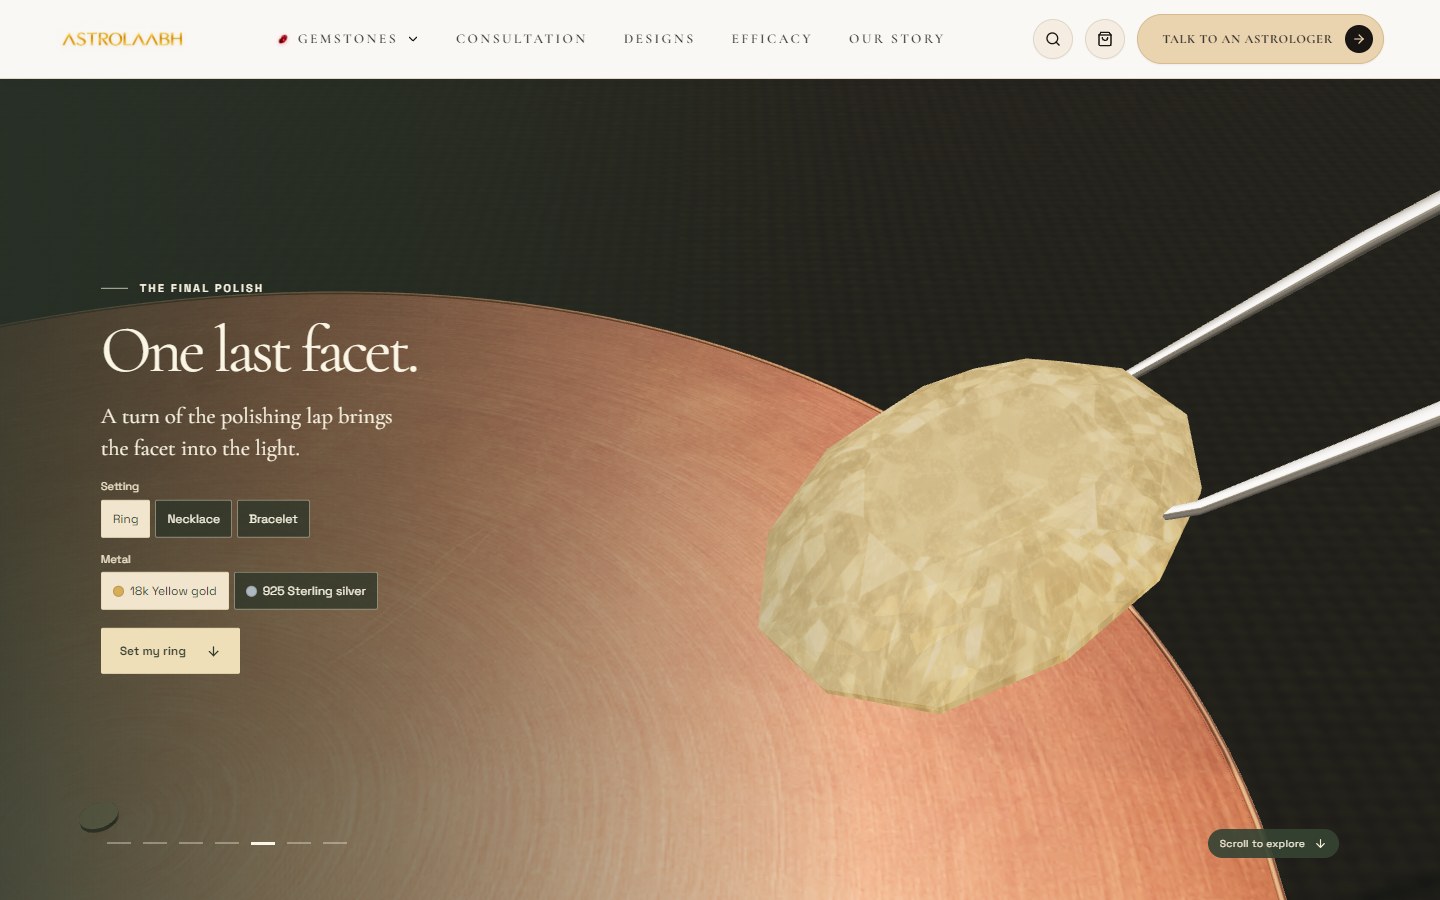 ASTROLAABH
GEMSTONES
CONSULTATION
DESIGNS
EFFICACY
OUR STORY
TALK TO AN ASTROLOGER
THE FINAL POLISH
One last facet.
A turn of the polishing lap brings
the facet into the light.
Setting
Ring
Necklace
Bracelet
Metal
18k Yellow gold
925 Sterling silver
Set my ring
Scroll to explore